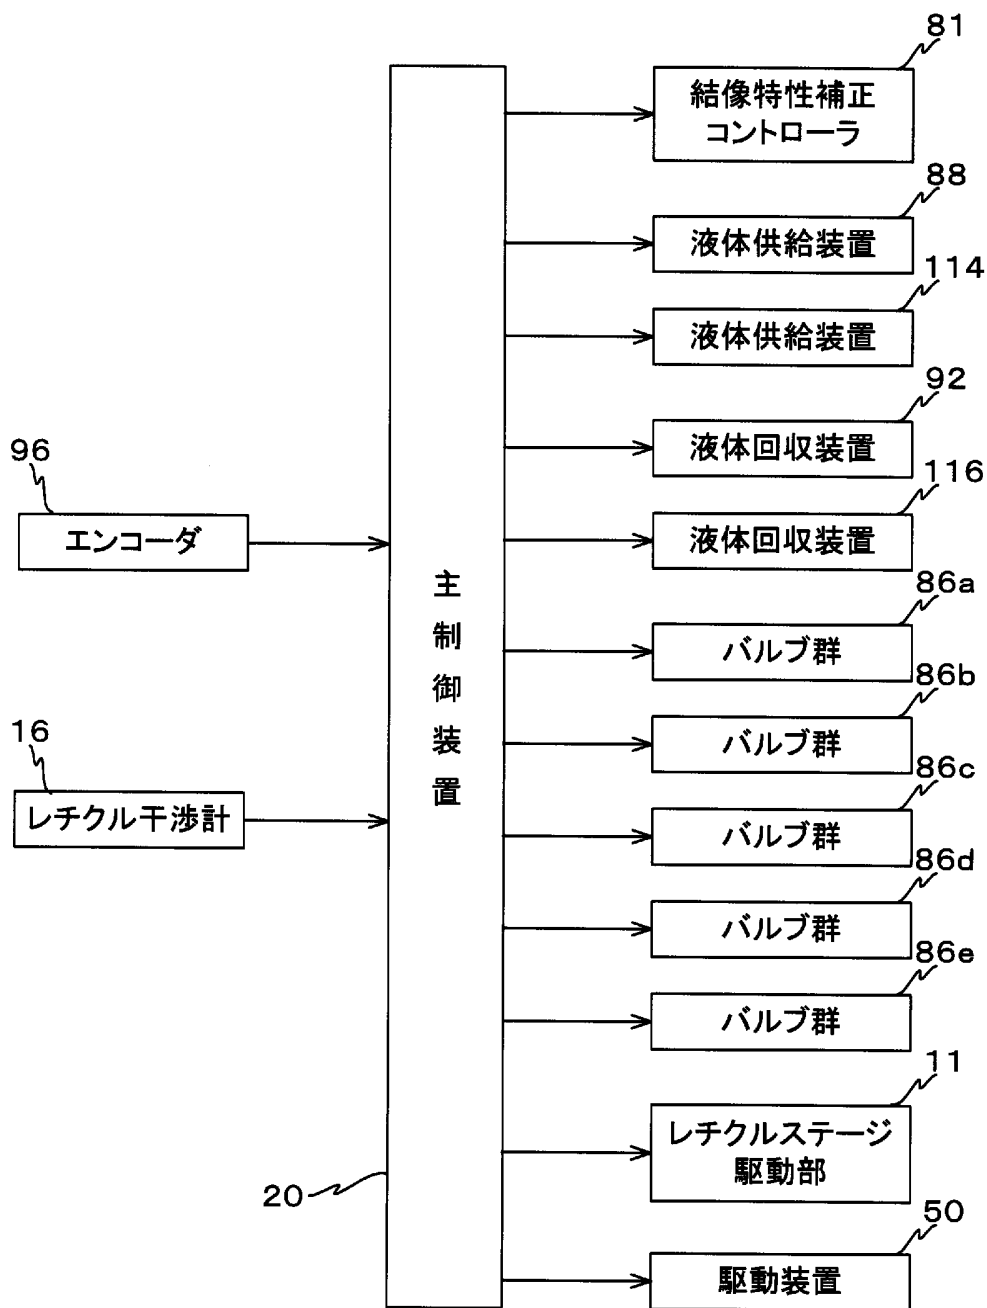 81
結像特性補正
コントローラ
88
液体供給装置
114
液体供給装置
92
液体回収装置
96
エンコーダ
116
液体回収装置
主制御装置
86a
バルブ群
86b
バルブ群
16
レチクル干渉計
86c
バルブ群
86d
バルブ群
86e
バルブ群
11
レチクルステージ
駆動部
20
50
駆動装置